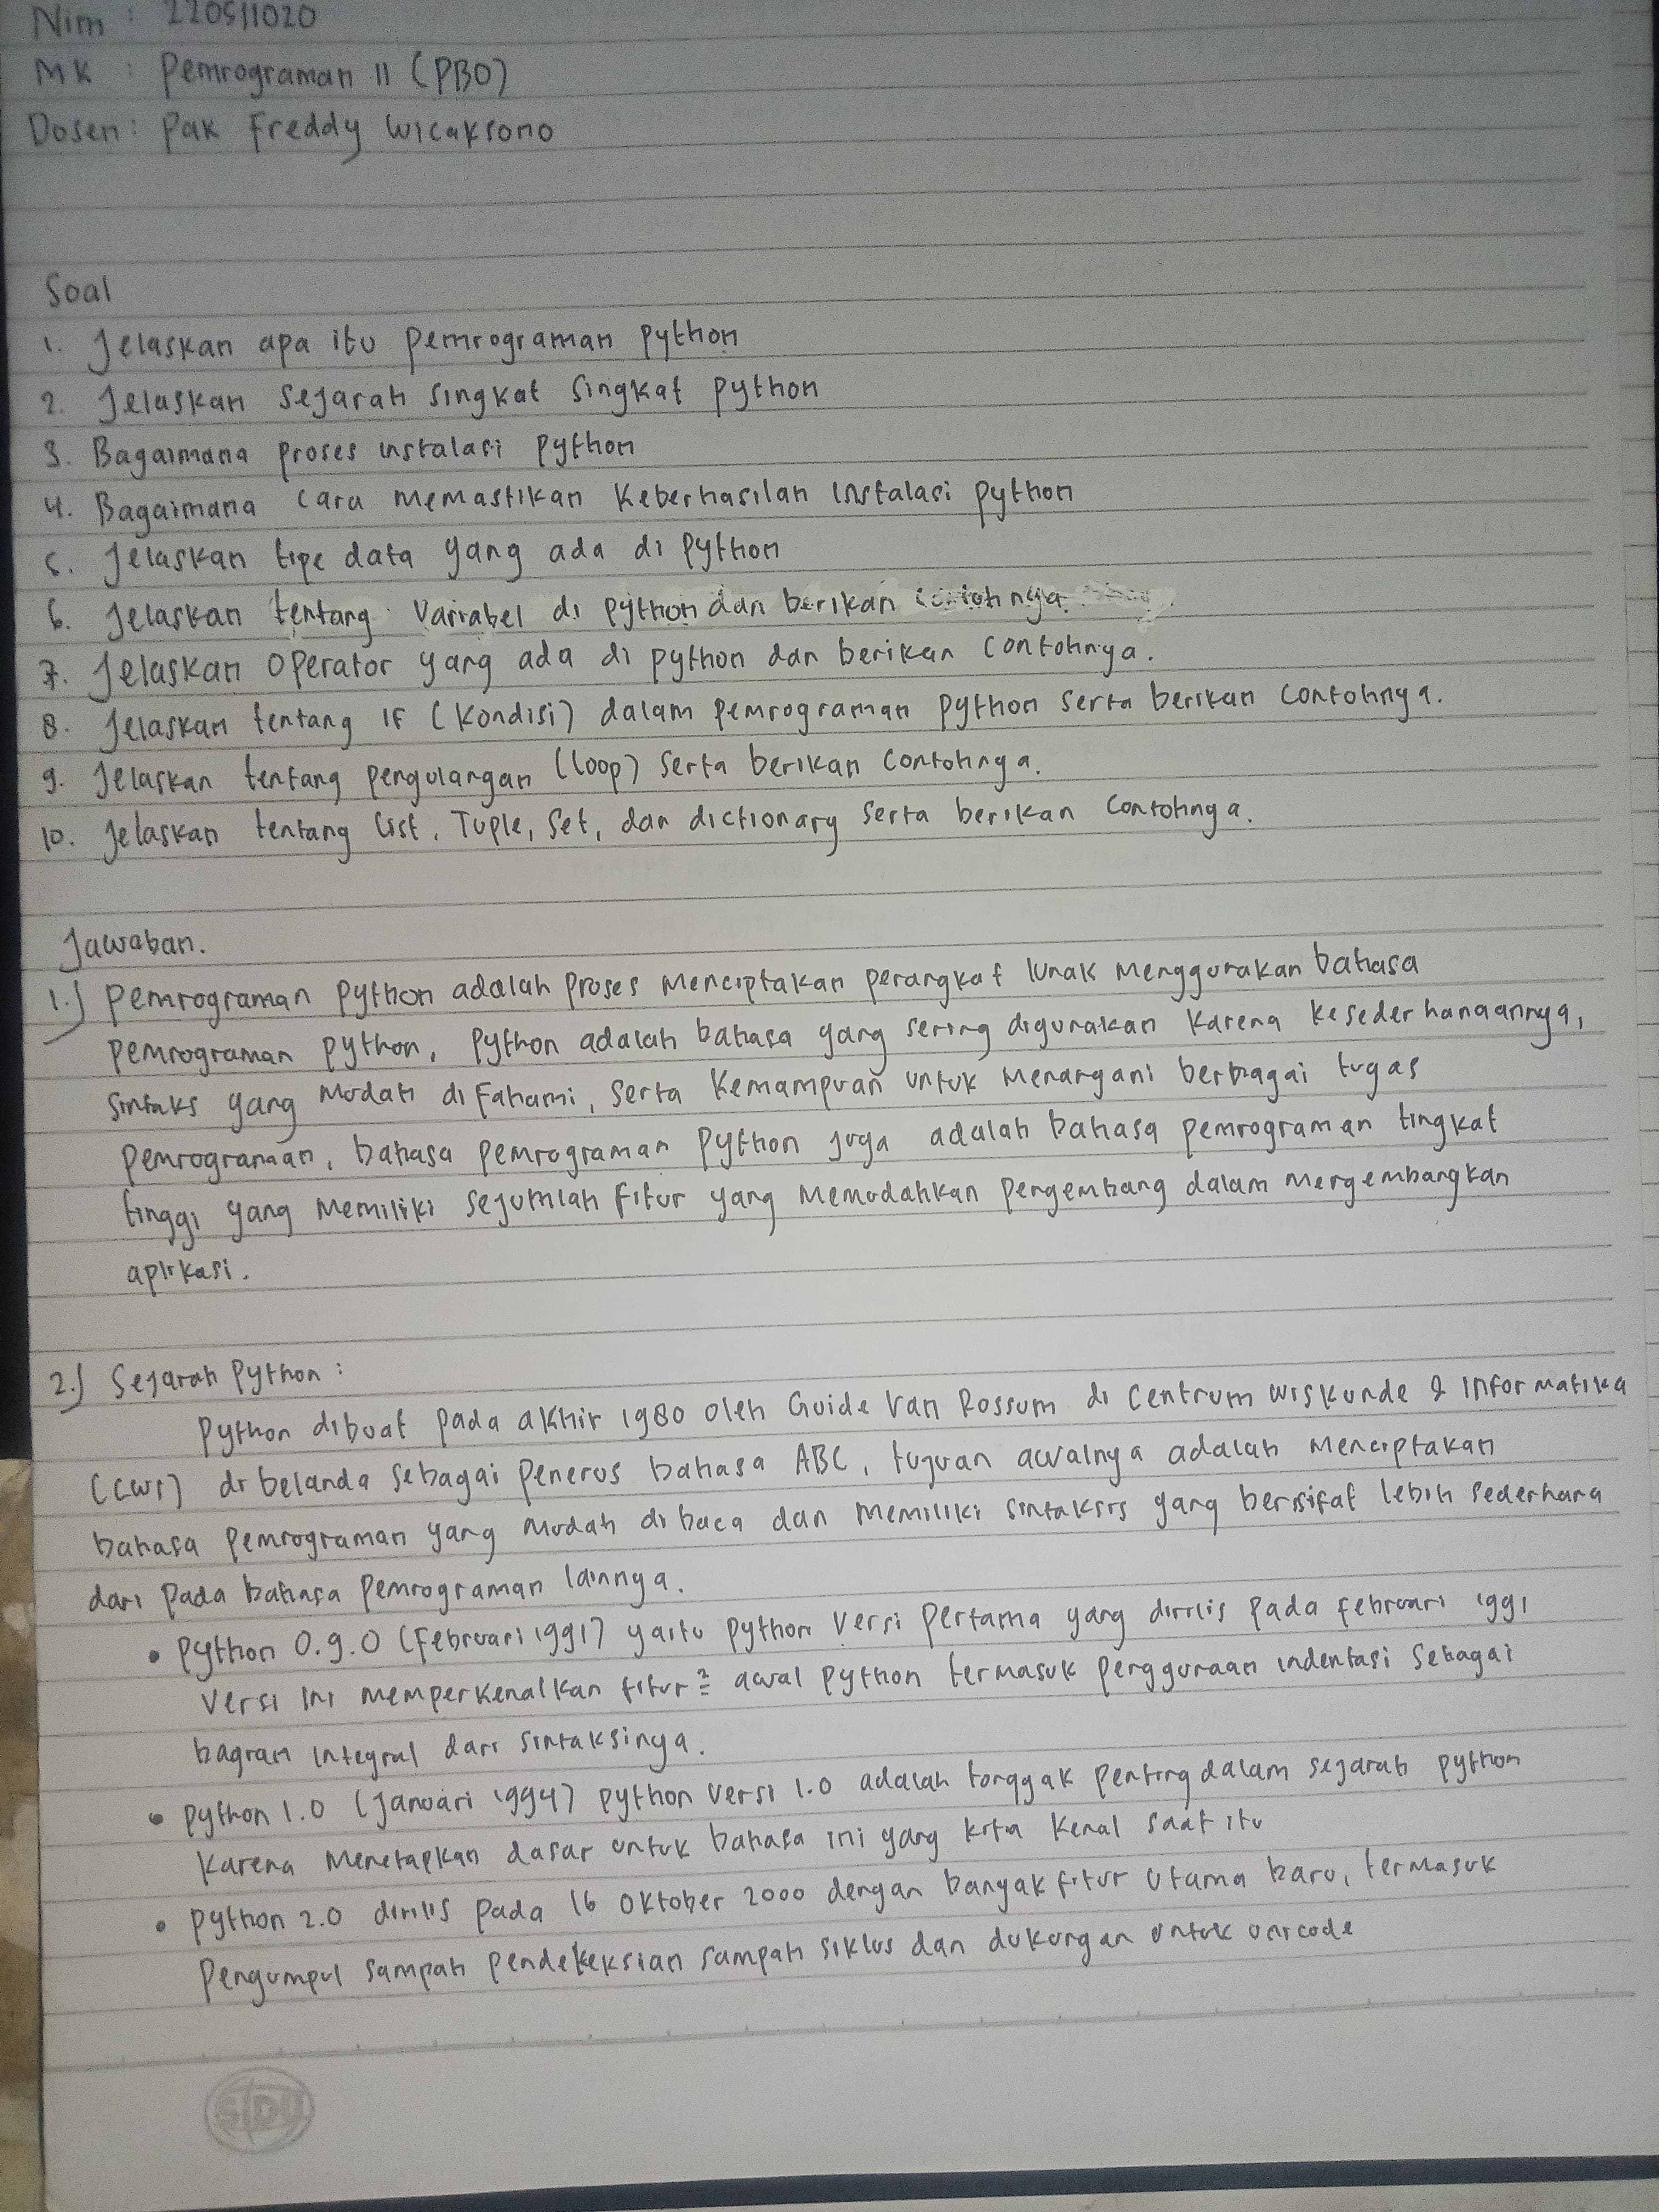 Nim : 220511020
MK : Pemrograman II (PBO)
Dosen : Pak Freddy Wicaksono
Soal
1. Jelaskan apa itu pemrograman python
2. Jelaskan sejarah singkat singkat python
3. Bagaimana proses instalasi python
4. Bagaimana cara memastikan keberhasilan instalasi python
5. Jelaskan tipe data yang ada di python
6. Jelaskan tentang variabel di python dan berikan contohnya.
7. Jelaskan operator yang ada di python dan berikan contohnya.
8. Jelaskan tentang IF (kondisi) dalam pemrograman python serta berikan contohnya.
9. Jelaskan tentang pengulangan (loop) serta berikan contohnya.
10. Jelaskan tentang list, Tuple, set, dan dictionary serta berikan contohnya.
Jawaban.
1.) Pemrograman python adalah proses menciptakan perangkat lunak menggunakan bahasa
pemrograman python, python adalah bahasa yang sering digunakan karena kesederhanaannya,
sintaks yang mudah di fahami, serta kemampuan untuk menangani berbagai tugas
pemrograman, bahasa pemrograman python juga adalah bahasa pemrograman tingkat
tinggi yang memiliki sejumlah fitur yang memudahkan pengembang dalam mengembangkan
aplikasi.
2.) Sejarah Python :
Python dibuat pada akhir 1980 oleh Guide Van Rossum di Centrum Wiskunde & Informatika
(CWI) di belanda sebagai penerus bahasa ABC, tujuan awalnya adalah menciptakan
bahasa pemrograman yang mudah di baca dan memiliki sintaksis yang bersifat lebih sederhana
dari pada bahasa pemrograman lainnya.
• Python 0.9.0 (Februari 1991) yaitu python versi pertama yang dirilis pada februari 1991
versi ini memperkenalkan fitur² awal python termasuk penggunaan indentasi sebagai
bagian integral dari sintaksinya.
• Python 1.0 (Januari 1994) python versi 1.0 adalah tonggak penting dalam sejarah python
karena menetapkan dasar untuk bahasa ini yang kita kenal saat itu
• Python 2.0 dirilis pada 16 oktober 2000 dengan banyak fitur utama baru, termasuk
Pengumpul sampah pendeteksian sampah siklus dan dukungan untuk unicode
SIDU